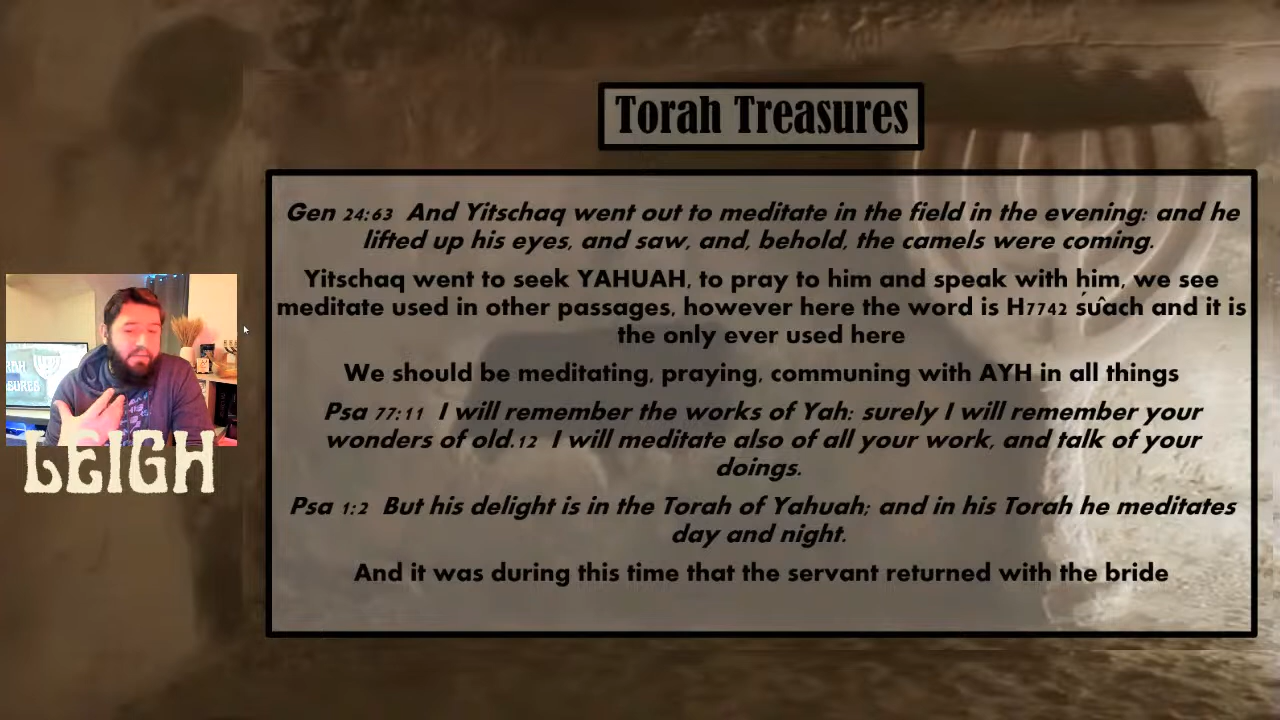 Torah Treasures
Gen 24:63 And Yitschaq went out to meditate in the field in the evening: and he
lifted up his eyes, and saw, and, behold, the camels were coming.
Yitschaq went to seek YAHUAH, to pray to him and speak with him, we see
meditate used in other passages, however here the word is H7742 śûach and it is
the only ever used here
We should be meditating, praying, communing with AYH in all things
Psa 77:11 I will remember the works of Yah: surely I will remember your
wonders of old.12 I will meditate also of all your work, and talk of your
doings.
Psa 1:2 But his delight is in the Torah of Yahuah; and in his Torah he meditates
day and night.
And it was during this time that the servant returned with the bride
LEIGH